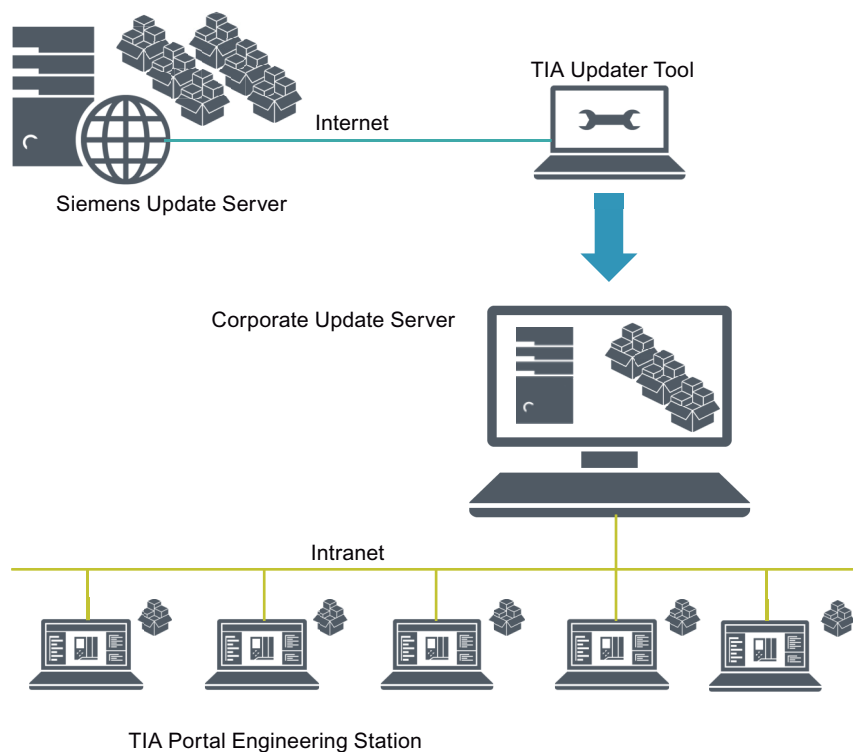 TIA Updater Tool
Internet
Siemens Update Server
Corporate Update Server
Intranet
TIA Portal Engineering Station